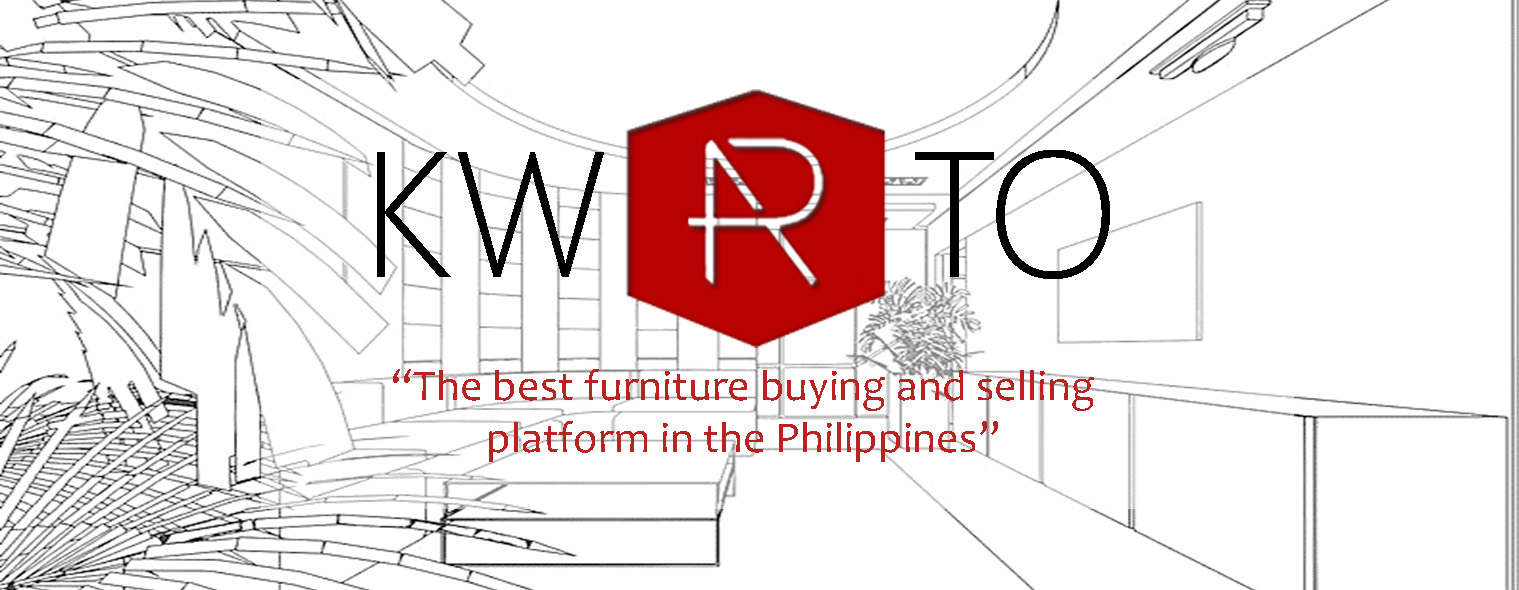 KWARTO
“The best furniture buying and selling
platform in the Philippines”